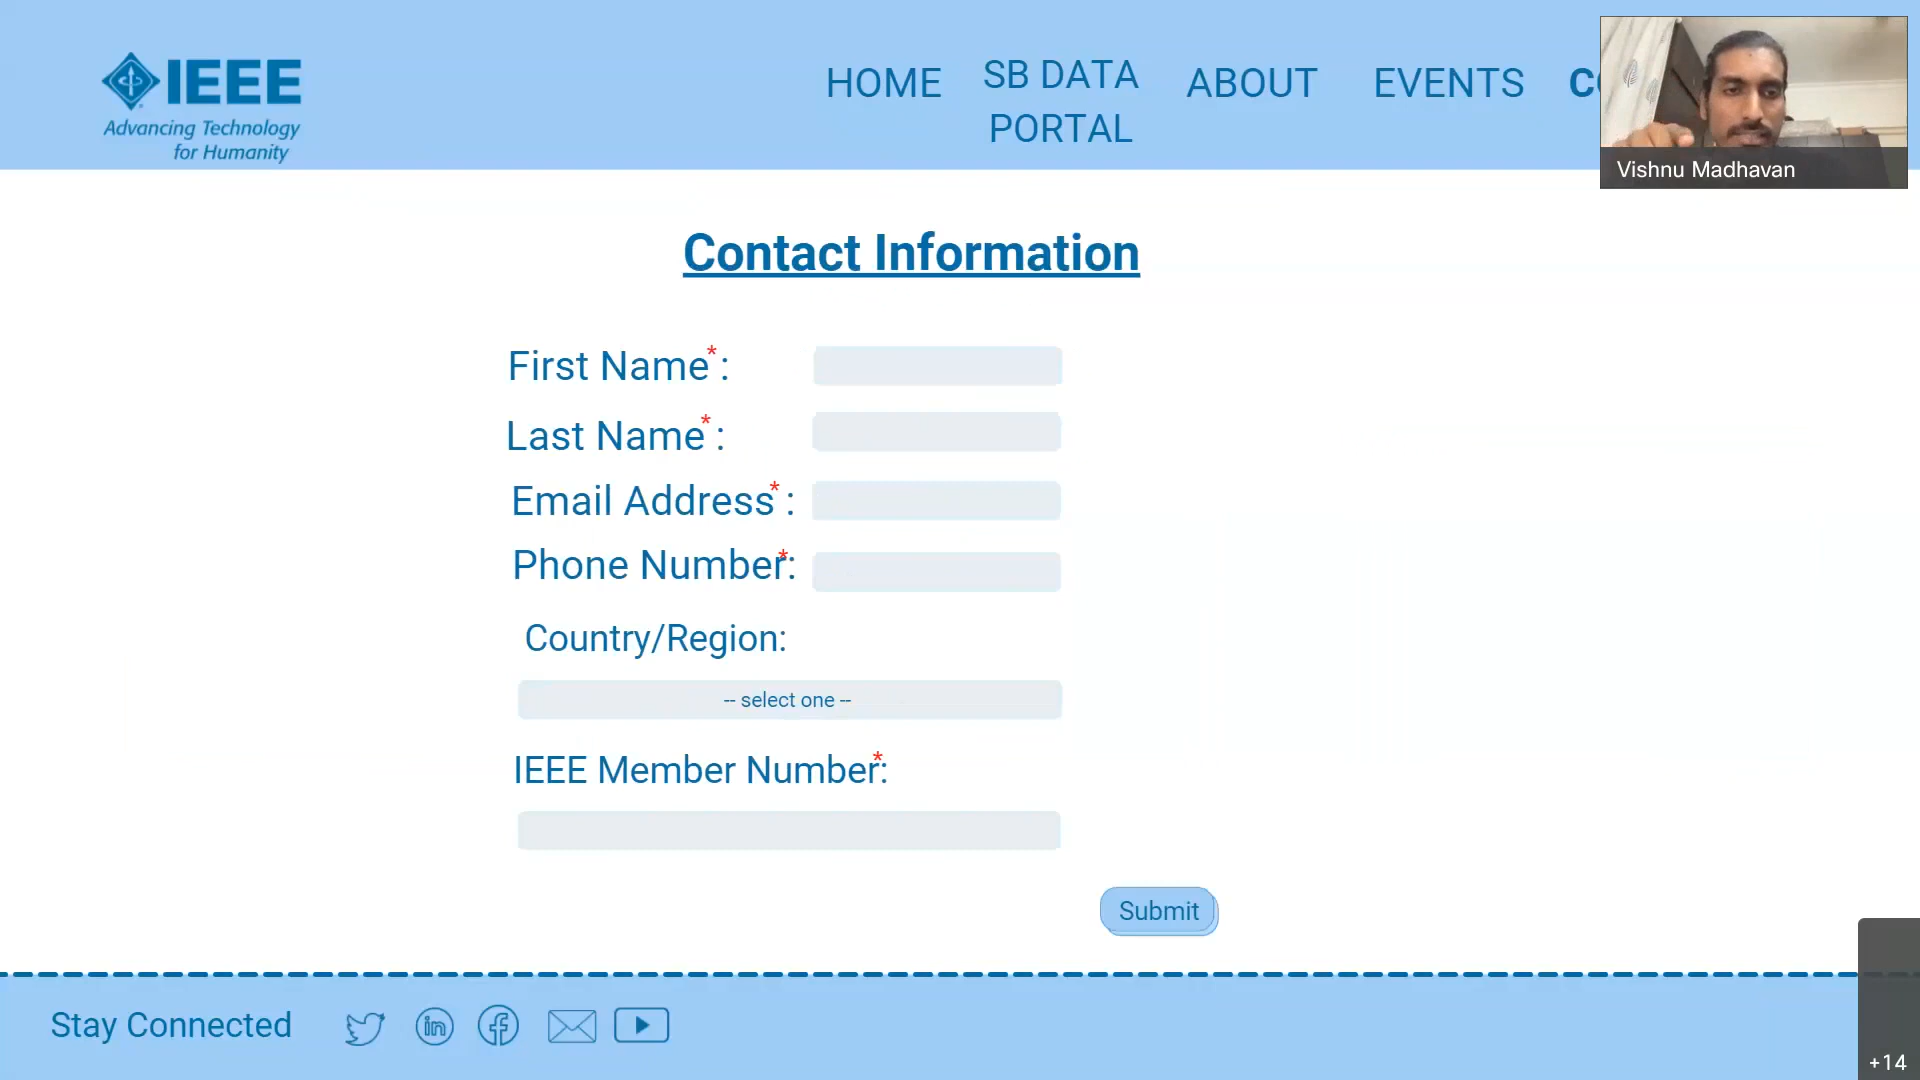 IEEE
Advancing Technology
for Humanity
HOME
SB DATA
PORTAL
ABOUT
EVENTS
Vishnu Madhavan
Contact Information
First Name*:
Last Name*:
Email Address*:
Phone Number*:
Country/Region:
-- select one --
IEEE Member Number*:
Submit
Stay Connected
in
+14